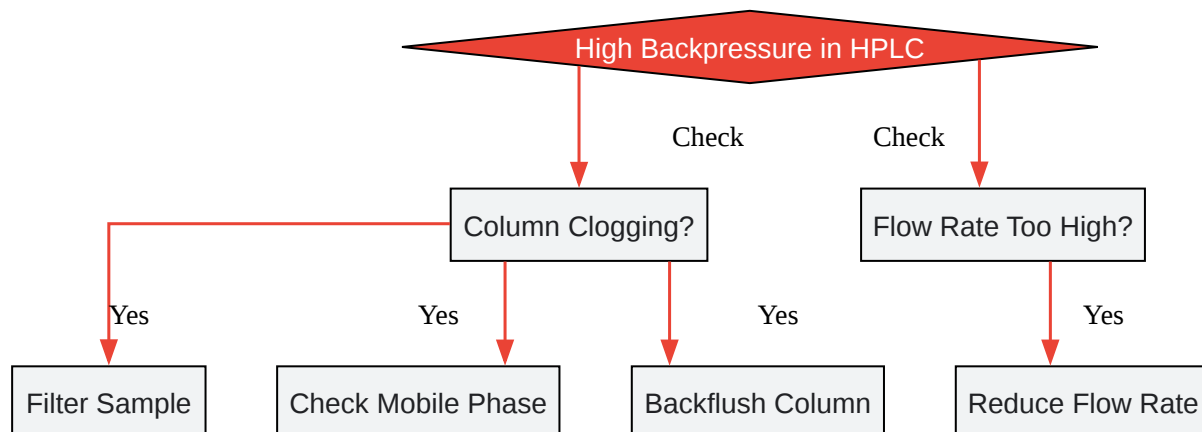 High Backpressure in HPLC
Check
Check
Column Clogging?
Flow Rate Too High?
Yes
Yes
Yes
Yes
Filter Sample
Check Mobile Phase
Backflush Column
Reduce Flow Rate